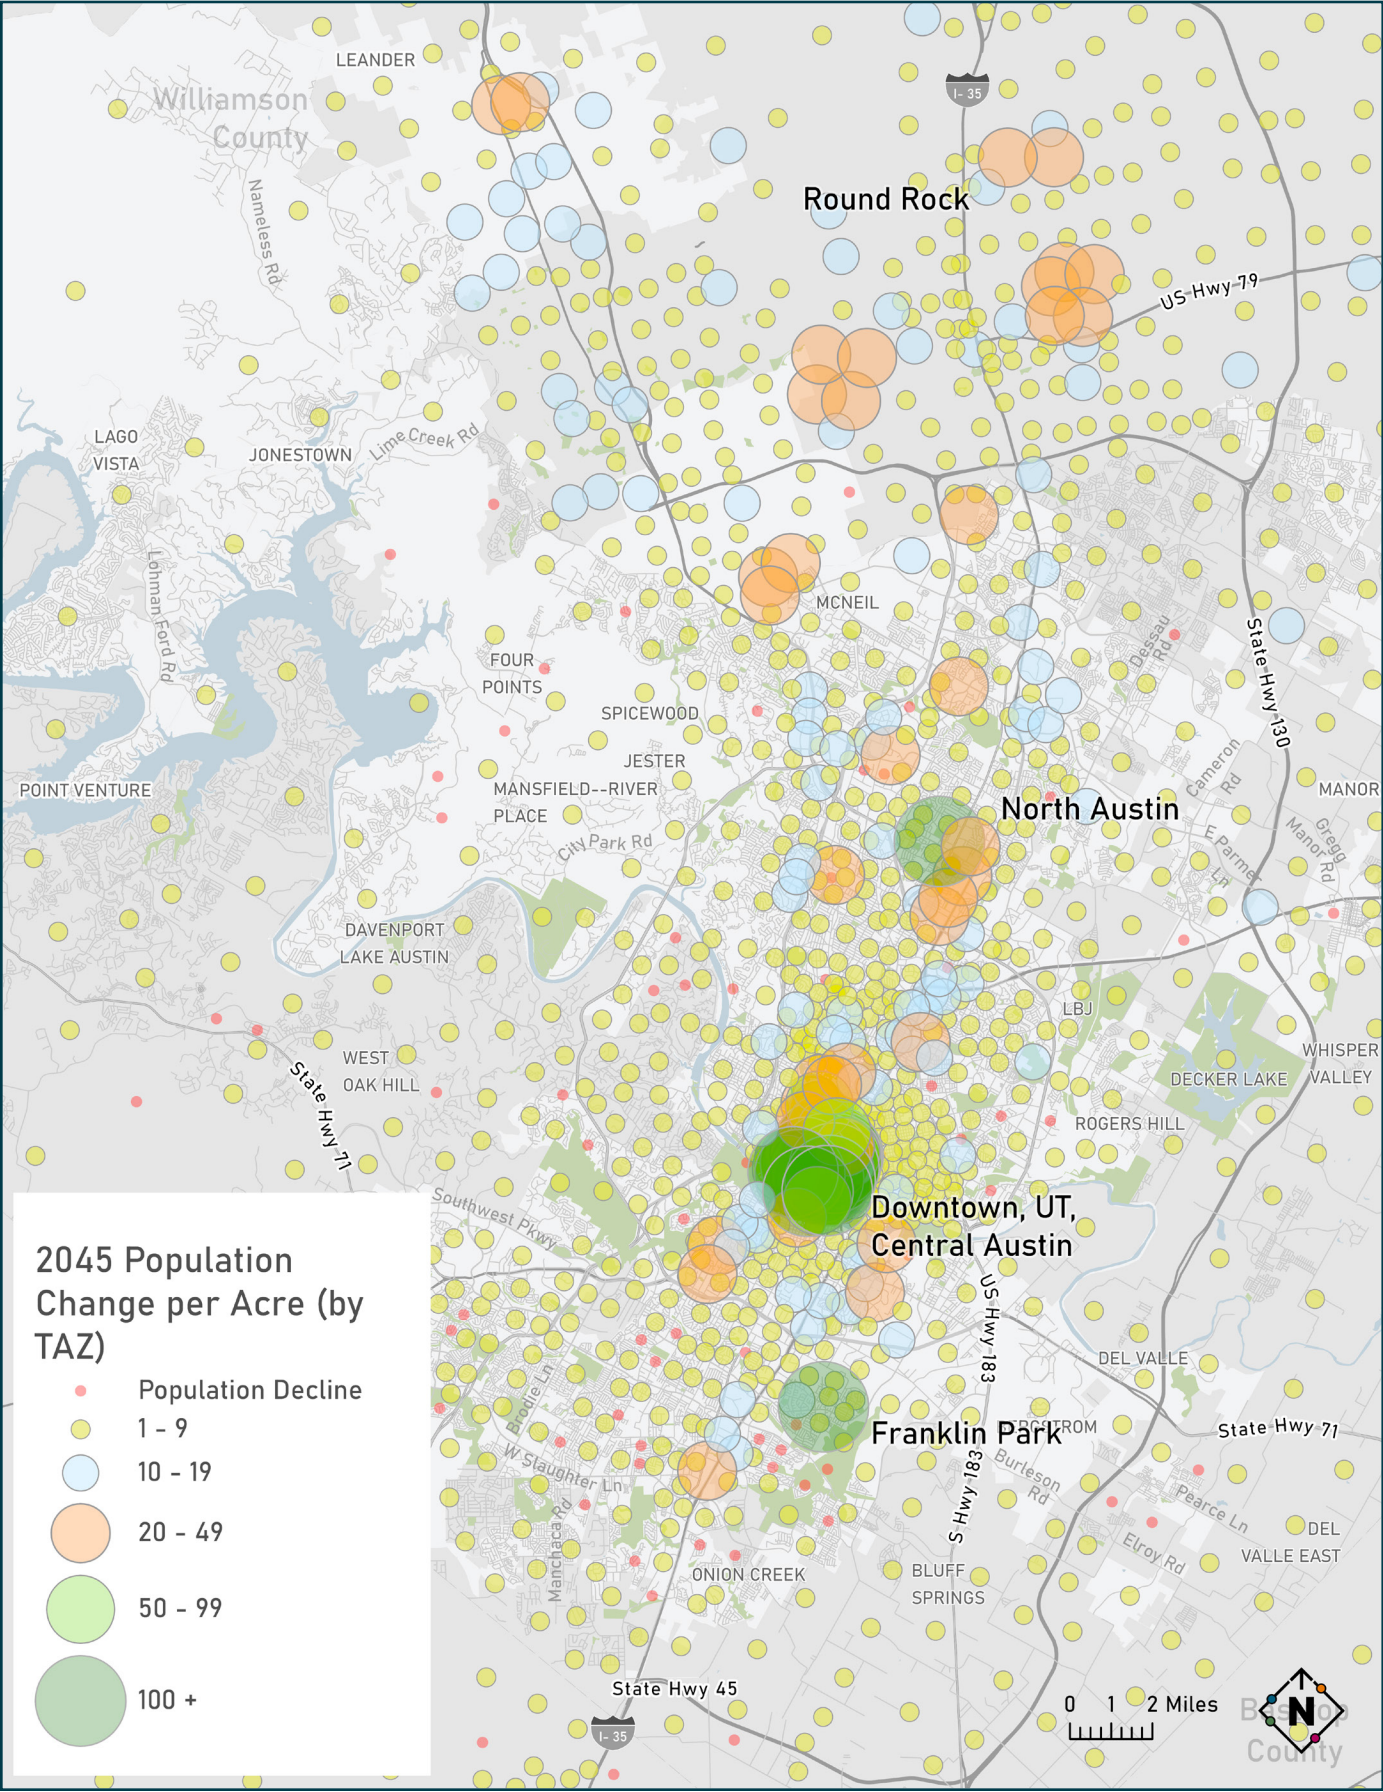 LEANDER
Williamson
County
I- 35
Nameless Rd
Round Rock
US Hwy 79
LAGO
VISTA
JONESTOWN
Lime Creek Rd
Lohman Ford Rd
MCNEIL
Dessau
Rd
State Hwy 130
FOUR
POINTS
SPICEWOOD
JESTER
Cameron
Rd
POINT VENTURE
MANSFIELD--RIVER
PLACE
MANOR
North Austin
City Park Rd
E Parmer
Ln
Gregg
Manor Rd
DAVENPORT
LAKE AUSTIN
LBJ
WEST
OAK HILL
State Hwy 71
DECKER LAKE
WHISPER
VALLEY
ROGERS HILL
Southwest Pkwy
Downtown, UT,
Central Austin
US Hwy 183
DEL VALLE
2045 Population
Change per Acre (by
TAZ)
Population Decline
1 - 9
10 - 19
20 - 49
50 - 99
100 +
Brodie Ln
Franklin Park
BERGSTROM
State Hwy 71
W Slaughter Ln
Burleson
Rd
S Hwy 183
Pearce Ln
Manchaca Rd
Elroy Rd
DEL
VALLE EAST
ONION CREEK
BLUFF
SPRINGS
State Hwy 45
I- 35
0 1 2 Miles
N
Bastrop
County